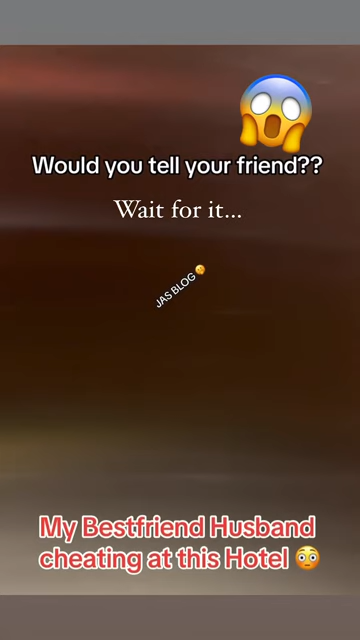 Would you tell your friend??
Wait for it...
JAS BLOG
My Bestfriend Husband
cheating at this Hotel